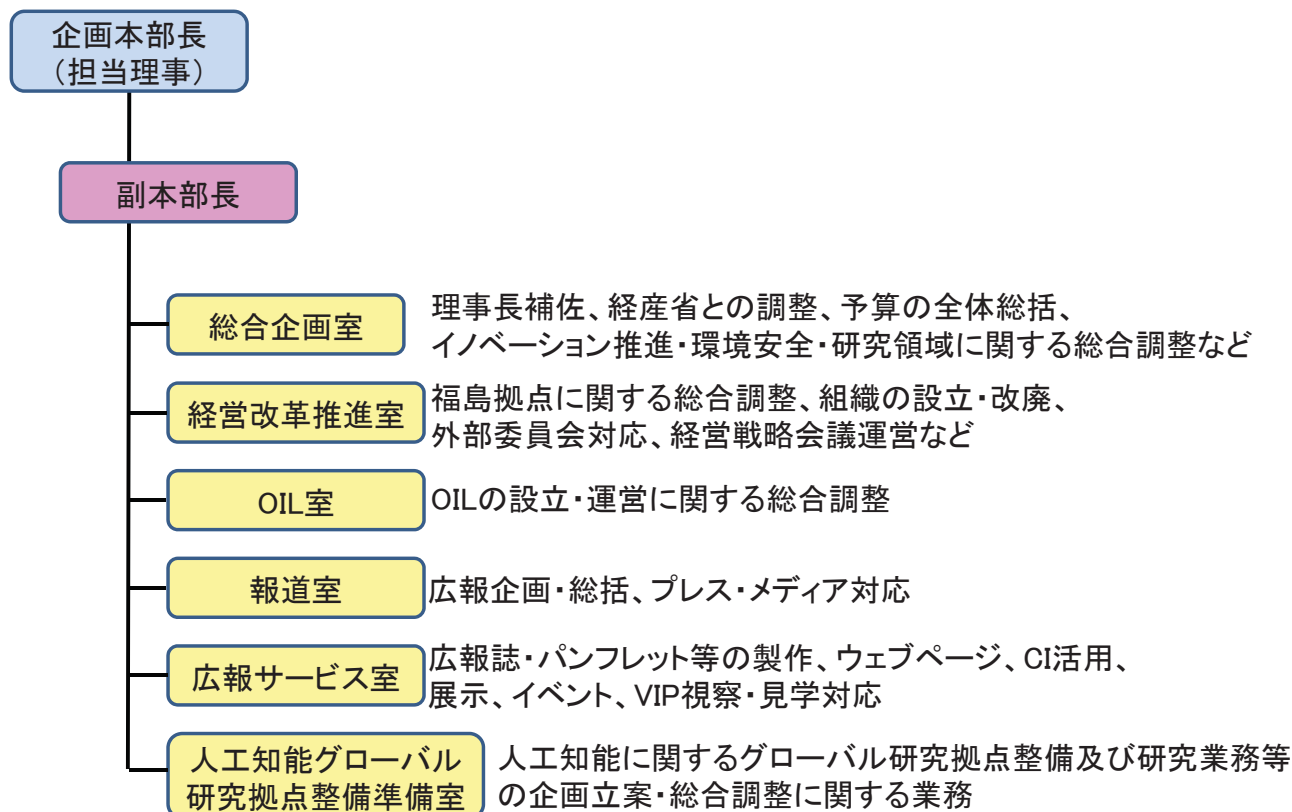 企画本部長
（担当理事）
副本部長
総合企画室
理事長補佐、経産省との調整、予算の全体総括、
イノベーション推進・環境安全・研究領域に関する総合調整など
経営改革推進室
福島拠点に関する総合調整、組織の設立・改廃、
外部委員会対応、経営戦略会議運営など
OIL室
OILの設立・運営に関する総合調整
報道室
広報企画・総括、プレス・メディア対応
広報サービス室
広報誌・パンフレット等の製作、ウェブページ、CI活用、
展示、イベント、VIP視察・見学対応
人工知能グローバル
研究拠点整備準備室
人工知能に関するグローバル研究拠点整備及び研究業務等
の企画立案・総合調整に関する業務